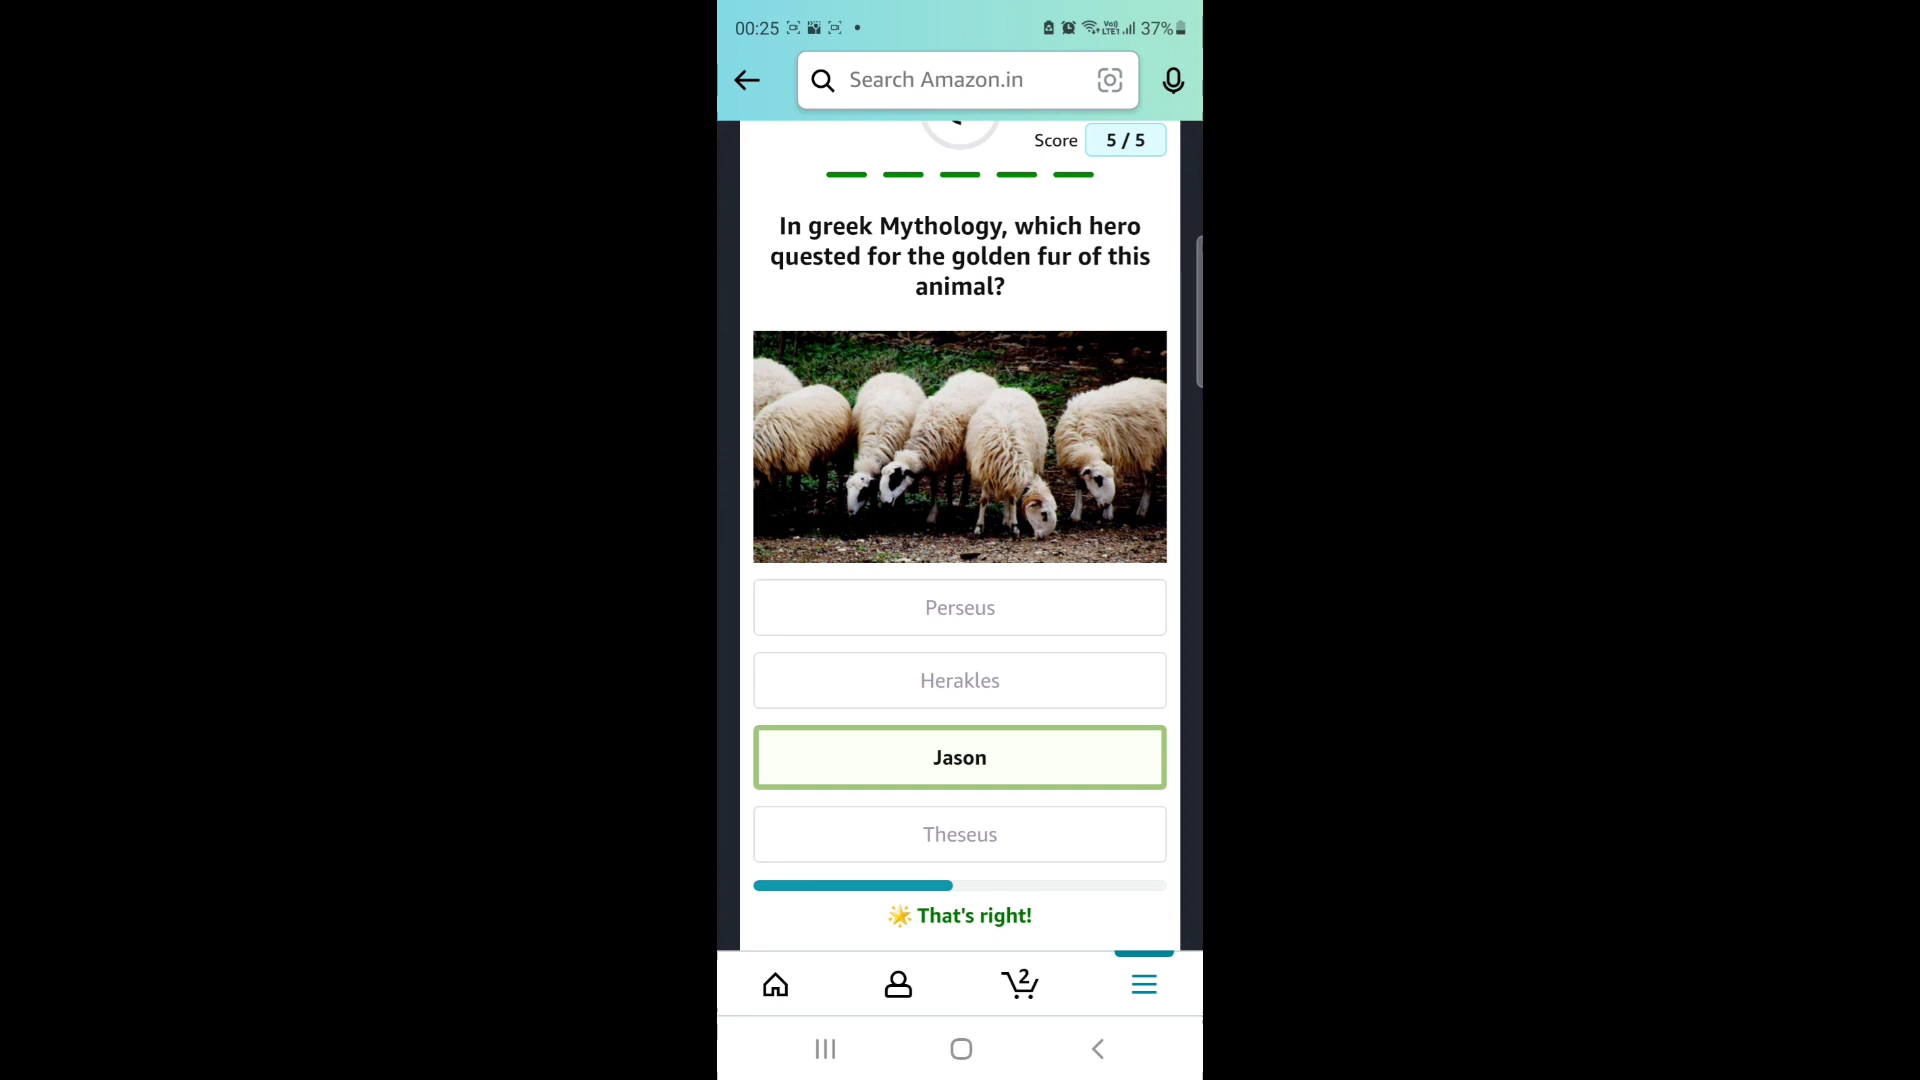 00:25 37%
Search Amazon.in
Score 5 / 5
In greek Mythology, which hero
quested for the golden fur of this
animal?
Perseus
Herakles
Jason
Theseus
🌟 That's right!
2